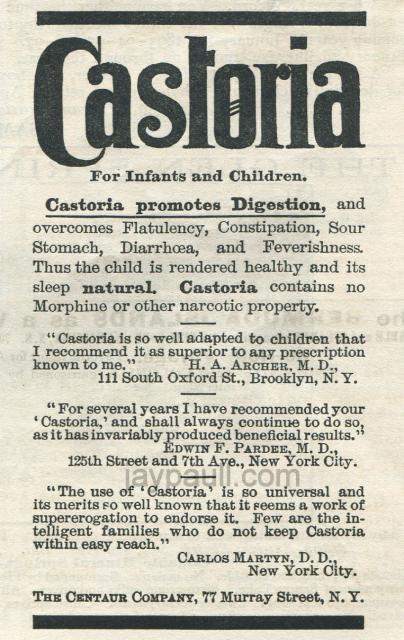 Castoria
For Infants and Children.
Castoria promotes Digestion, and
overcomes Flatulency, Constipation, Sour
Stomach, Diarrhœa, and Feverishness.
Thus the child is rendered healthy and its
sleep natural. Castoria contains no
Morphine or other narcotic property.
"Castoria is so well adapted to children that
I recommend it as superior to any prescription
known to me." H. A. ARCHER, M. D.,
111 South Oxford St., Brooklyn, N. Y.
"For several years I have recommended your
'Castoria,' and shall always continue to do so,
as it has invariably produced beneficial results."
EDWIN F. PARDEE, M. D.,
125th Street and 7th Ave., New York City.
jaypaull.com
"The use of 'Castoria' is so universal and
its merits so well known that it seems a work of
supererogation to endorse it. Few are the in-
telligent families who do not keep Castoria
within easy reach."
CARLOS MARTYN, D. D.,
New York City.
THE CENTAUR COMPANY, 77 Murray Street, N. Y.